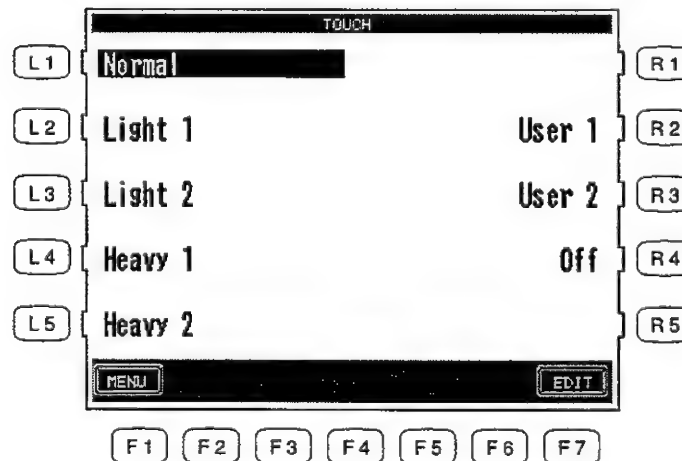 TOUCH
L1 Normal R1
L2 Light 1 User 1 R2
L3 Light 2 User 2 R3
L4 Heavy 1 Off R4
L5 Heavy 2 R5
MENU EDIT
F1 F2 F3 F4 F5 F6 F7